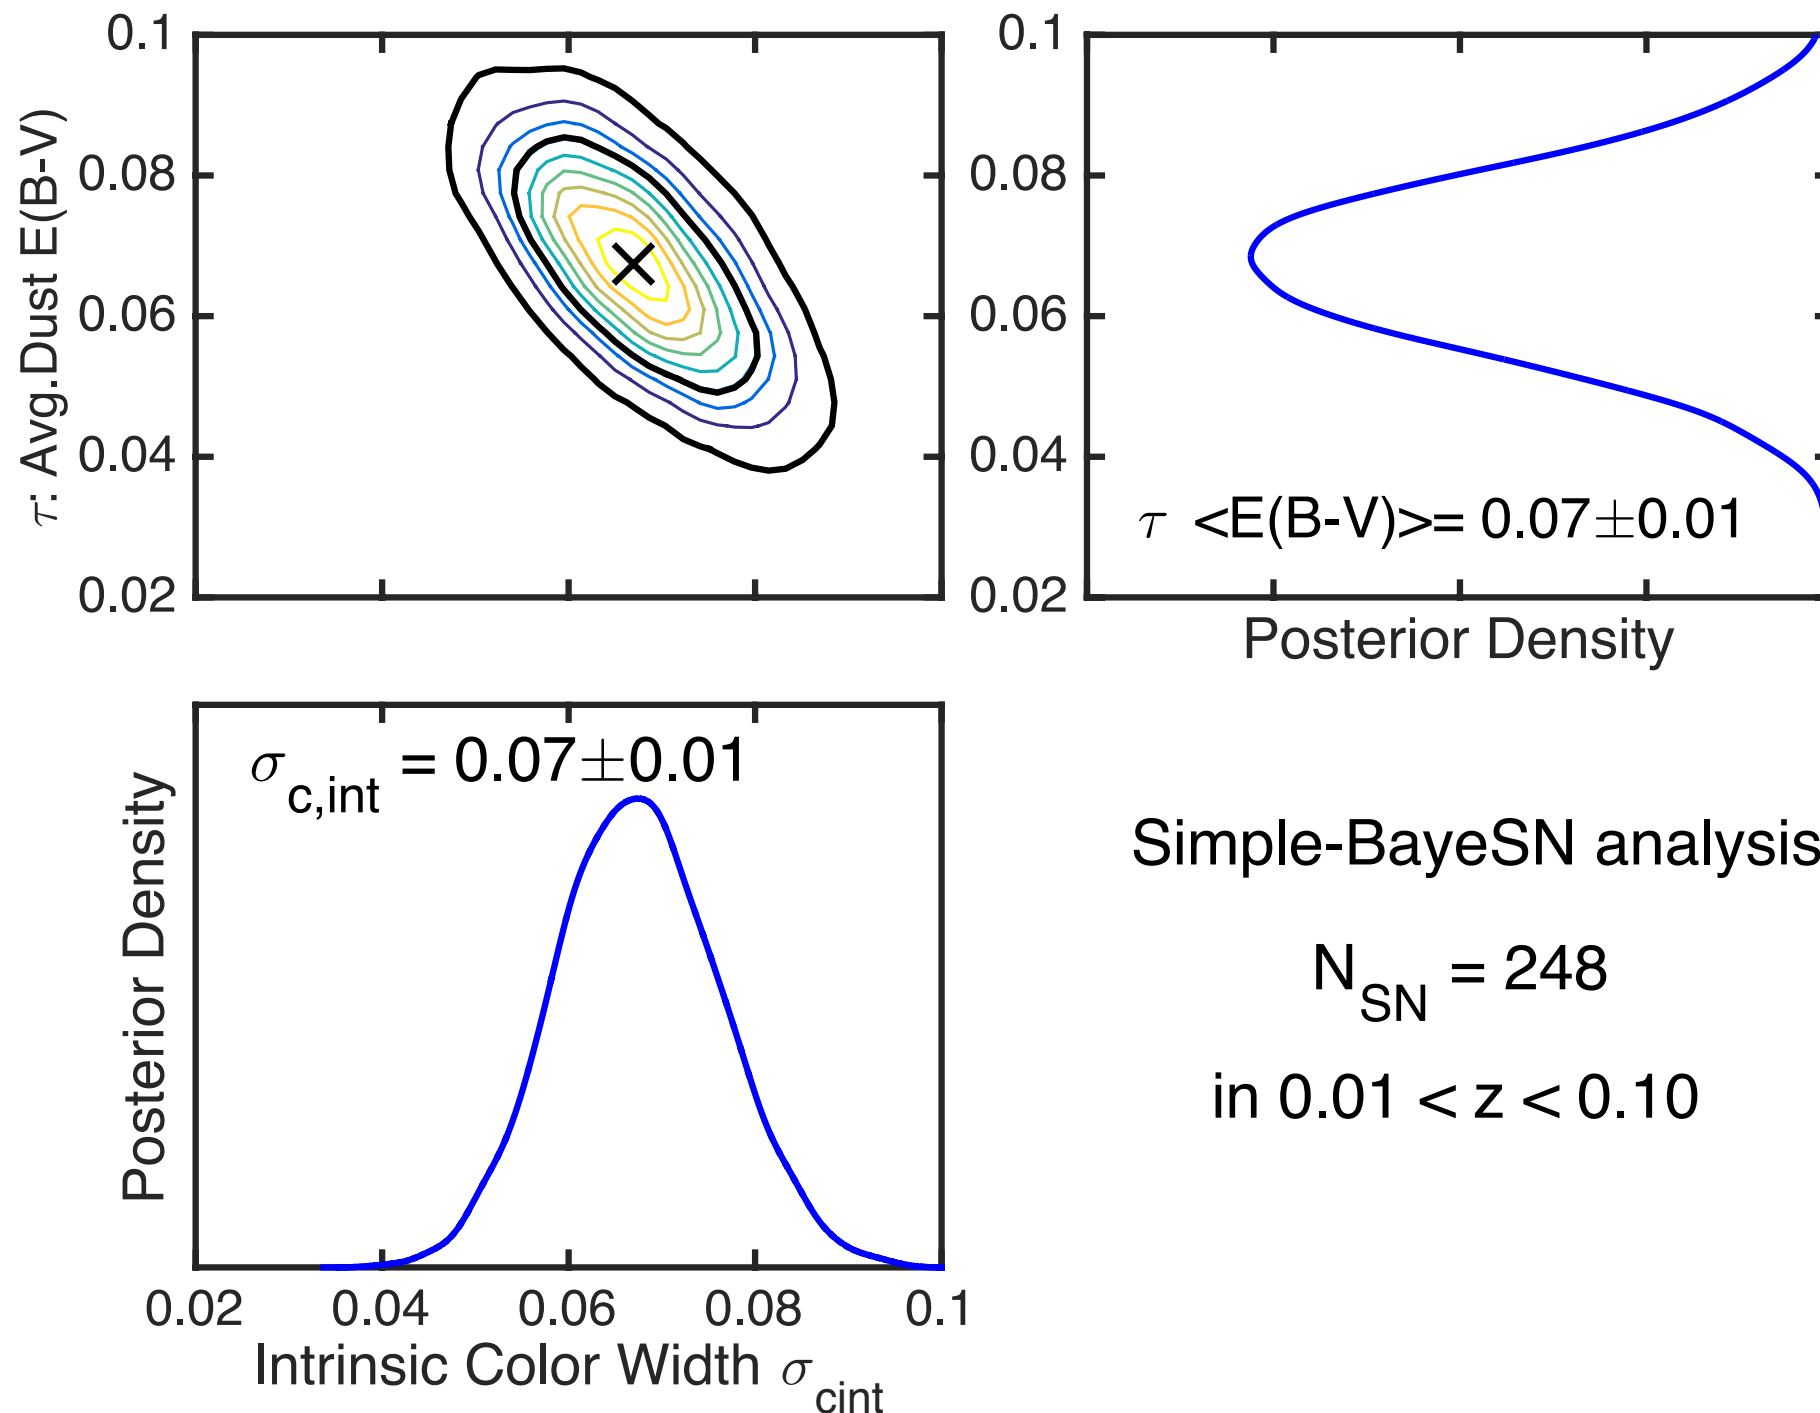 0.1
0.08
0.06
0.04
0.02
τ: Avg.Dust E(B-V)
0.1
0.08
0.06
0.04
0.02
τ <E(B-V)>= 0.07±0.01
Posterior Density
σc,int = 0.07±0.01
Posterior Density
0.02 0.04 0.06 0.08 0.1
Intrinsic Color Width σcint
Simple-BayeSN analysis
NSN = 248
in 0.01 < z < 0.10